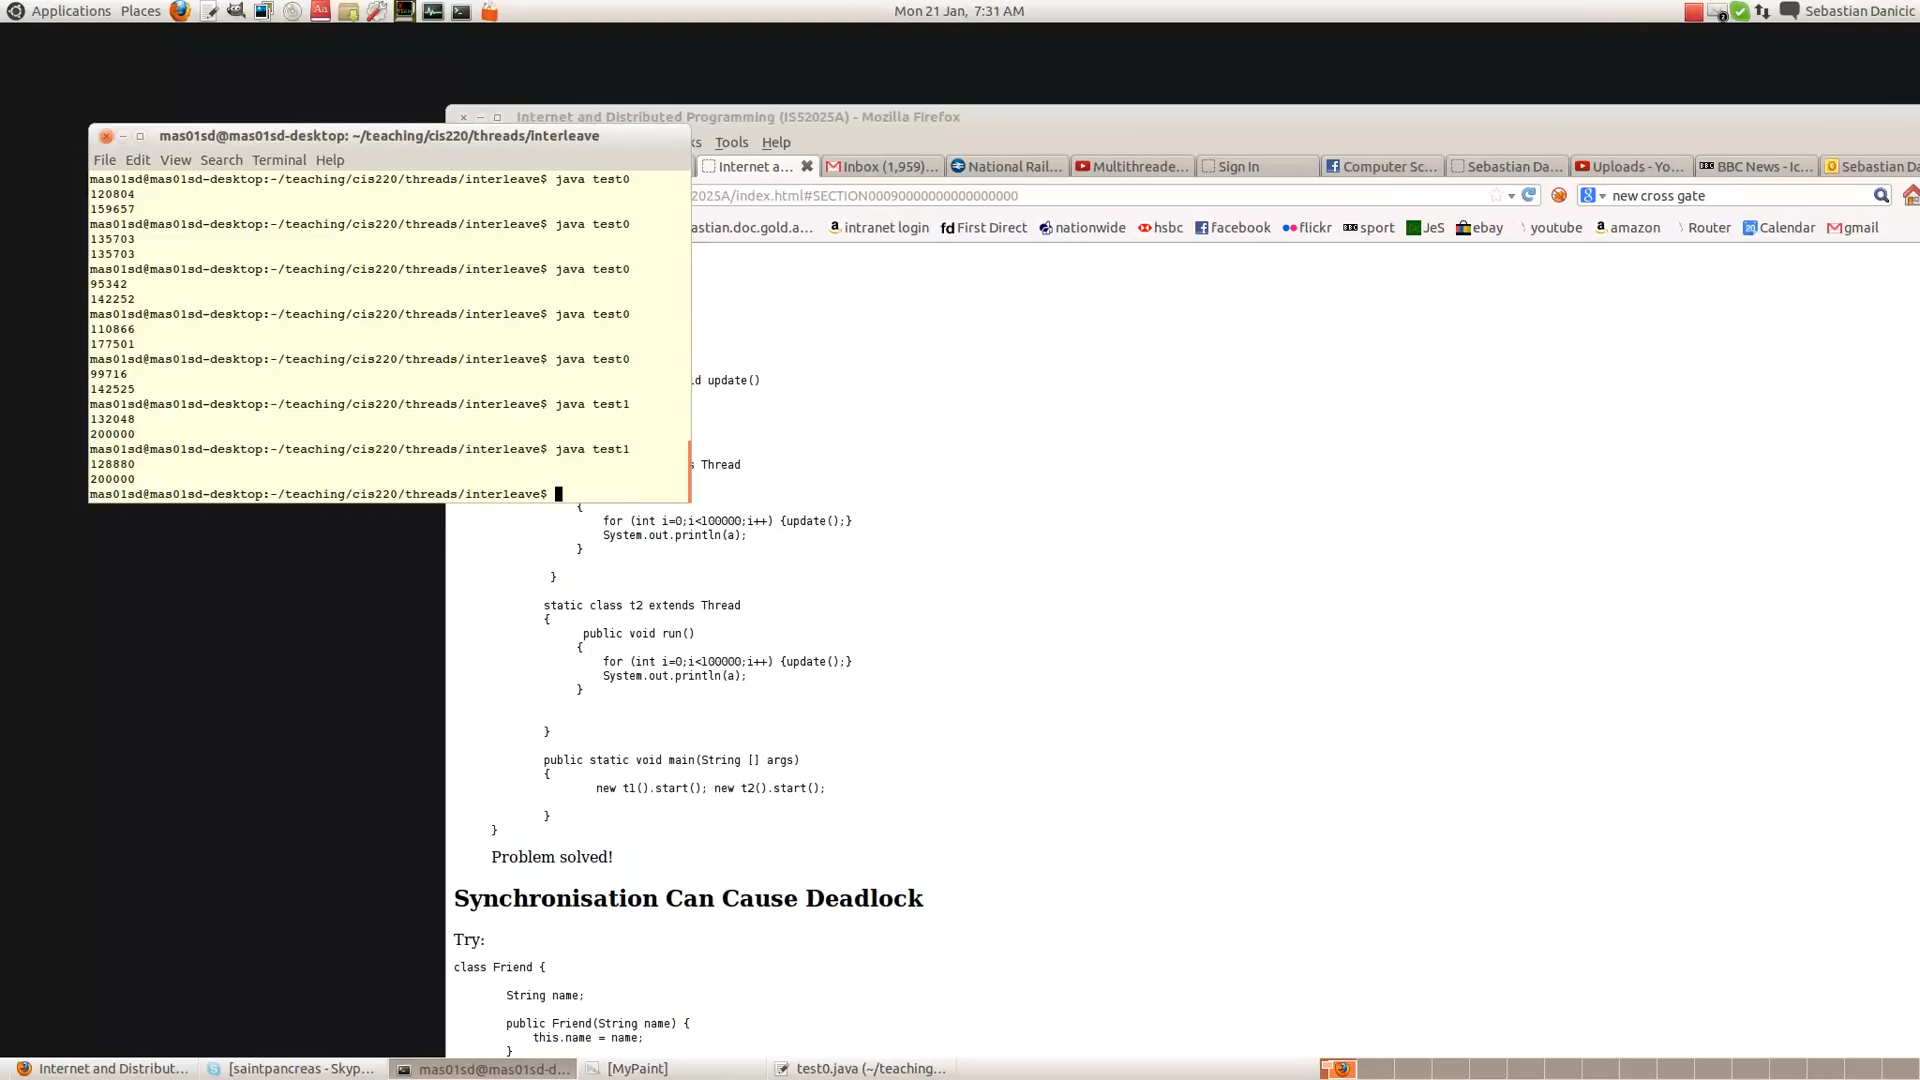 Applications Places
Mon 21 Jan, 7:31 AM
Sebastian Danicic
Internet and Distributed Programming (IS52025A) - Mozilla Firefox
mas01sd@mas01sd-desktop: ~/teaching/cis220/threads/interleave
ks Tools Help
File Edit View Search Terminal Help
Internet a... Inbox (1,959)... National Rail... Multithreade... Sign In Computer Sc... Sebastian Da... Uploads - Yo... BBC News - Ic... Sebastian Da
2025A/index.html#SECTION00090000000000000000
new cross gate
astian.doc.gold.a... intranet login First Direct nationwide hsbc facebook flickr sport JeS ebay youtube amazon Router Calendar gmail
mas01sd@mas01sd-desktop:~/teaching/cis220/threads/interleave$ java test0
120804
159657
mas01sd@mas01sd-desktop:~/teaching/cis220/threads/interleave$ java test0
135703
135703
mas01sd@mas01sd-desktop:~/teaching/cis220/threads/interleave$ java test0
95342
142252
mas01sd@mas01sd-desktop:~/teaching/cis220/threads/interleave$ java test0
110866
177501
mas01sd@mas01sd-desktop:~/teaching/cis220/threads/interleave$ java test0
99716
142525
mas01sd@mas01sd-desktop:~/teaching/cis220/threads/interleave$ java test1
132048
200000
mas01sd@mas01sd-desktop:~/teaching/cis220/threads/interleave$ java test1
128880
200000
mas01sd@mas01sd-desktop:~/teaching/cis220/threads/interleave$
id update()
s Thread
{
for (int i=0;i<100000;i++) {update();}
System.out.println(a);
}
}
static class t2 extends Thread
{
public void run()
{
for (int i=0;i<100000;i++) {update();}
System.out.println(a);
}
}
public static void main(String [] args)
{
new t1().start(); new t2().start();
}
}
Problem solved!
Synchronisation Can Cause Deadlock
Try:
class Friend {
String name;
public Friend(String name) {
this.name = name;
}
Internet and Distribut... [saintpancreas - Skyp... mas01sd@mas01sd-d... [MyPaint] test0.java (~/teaching...